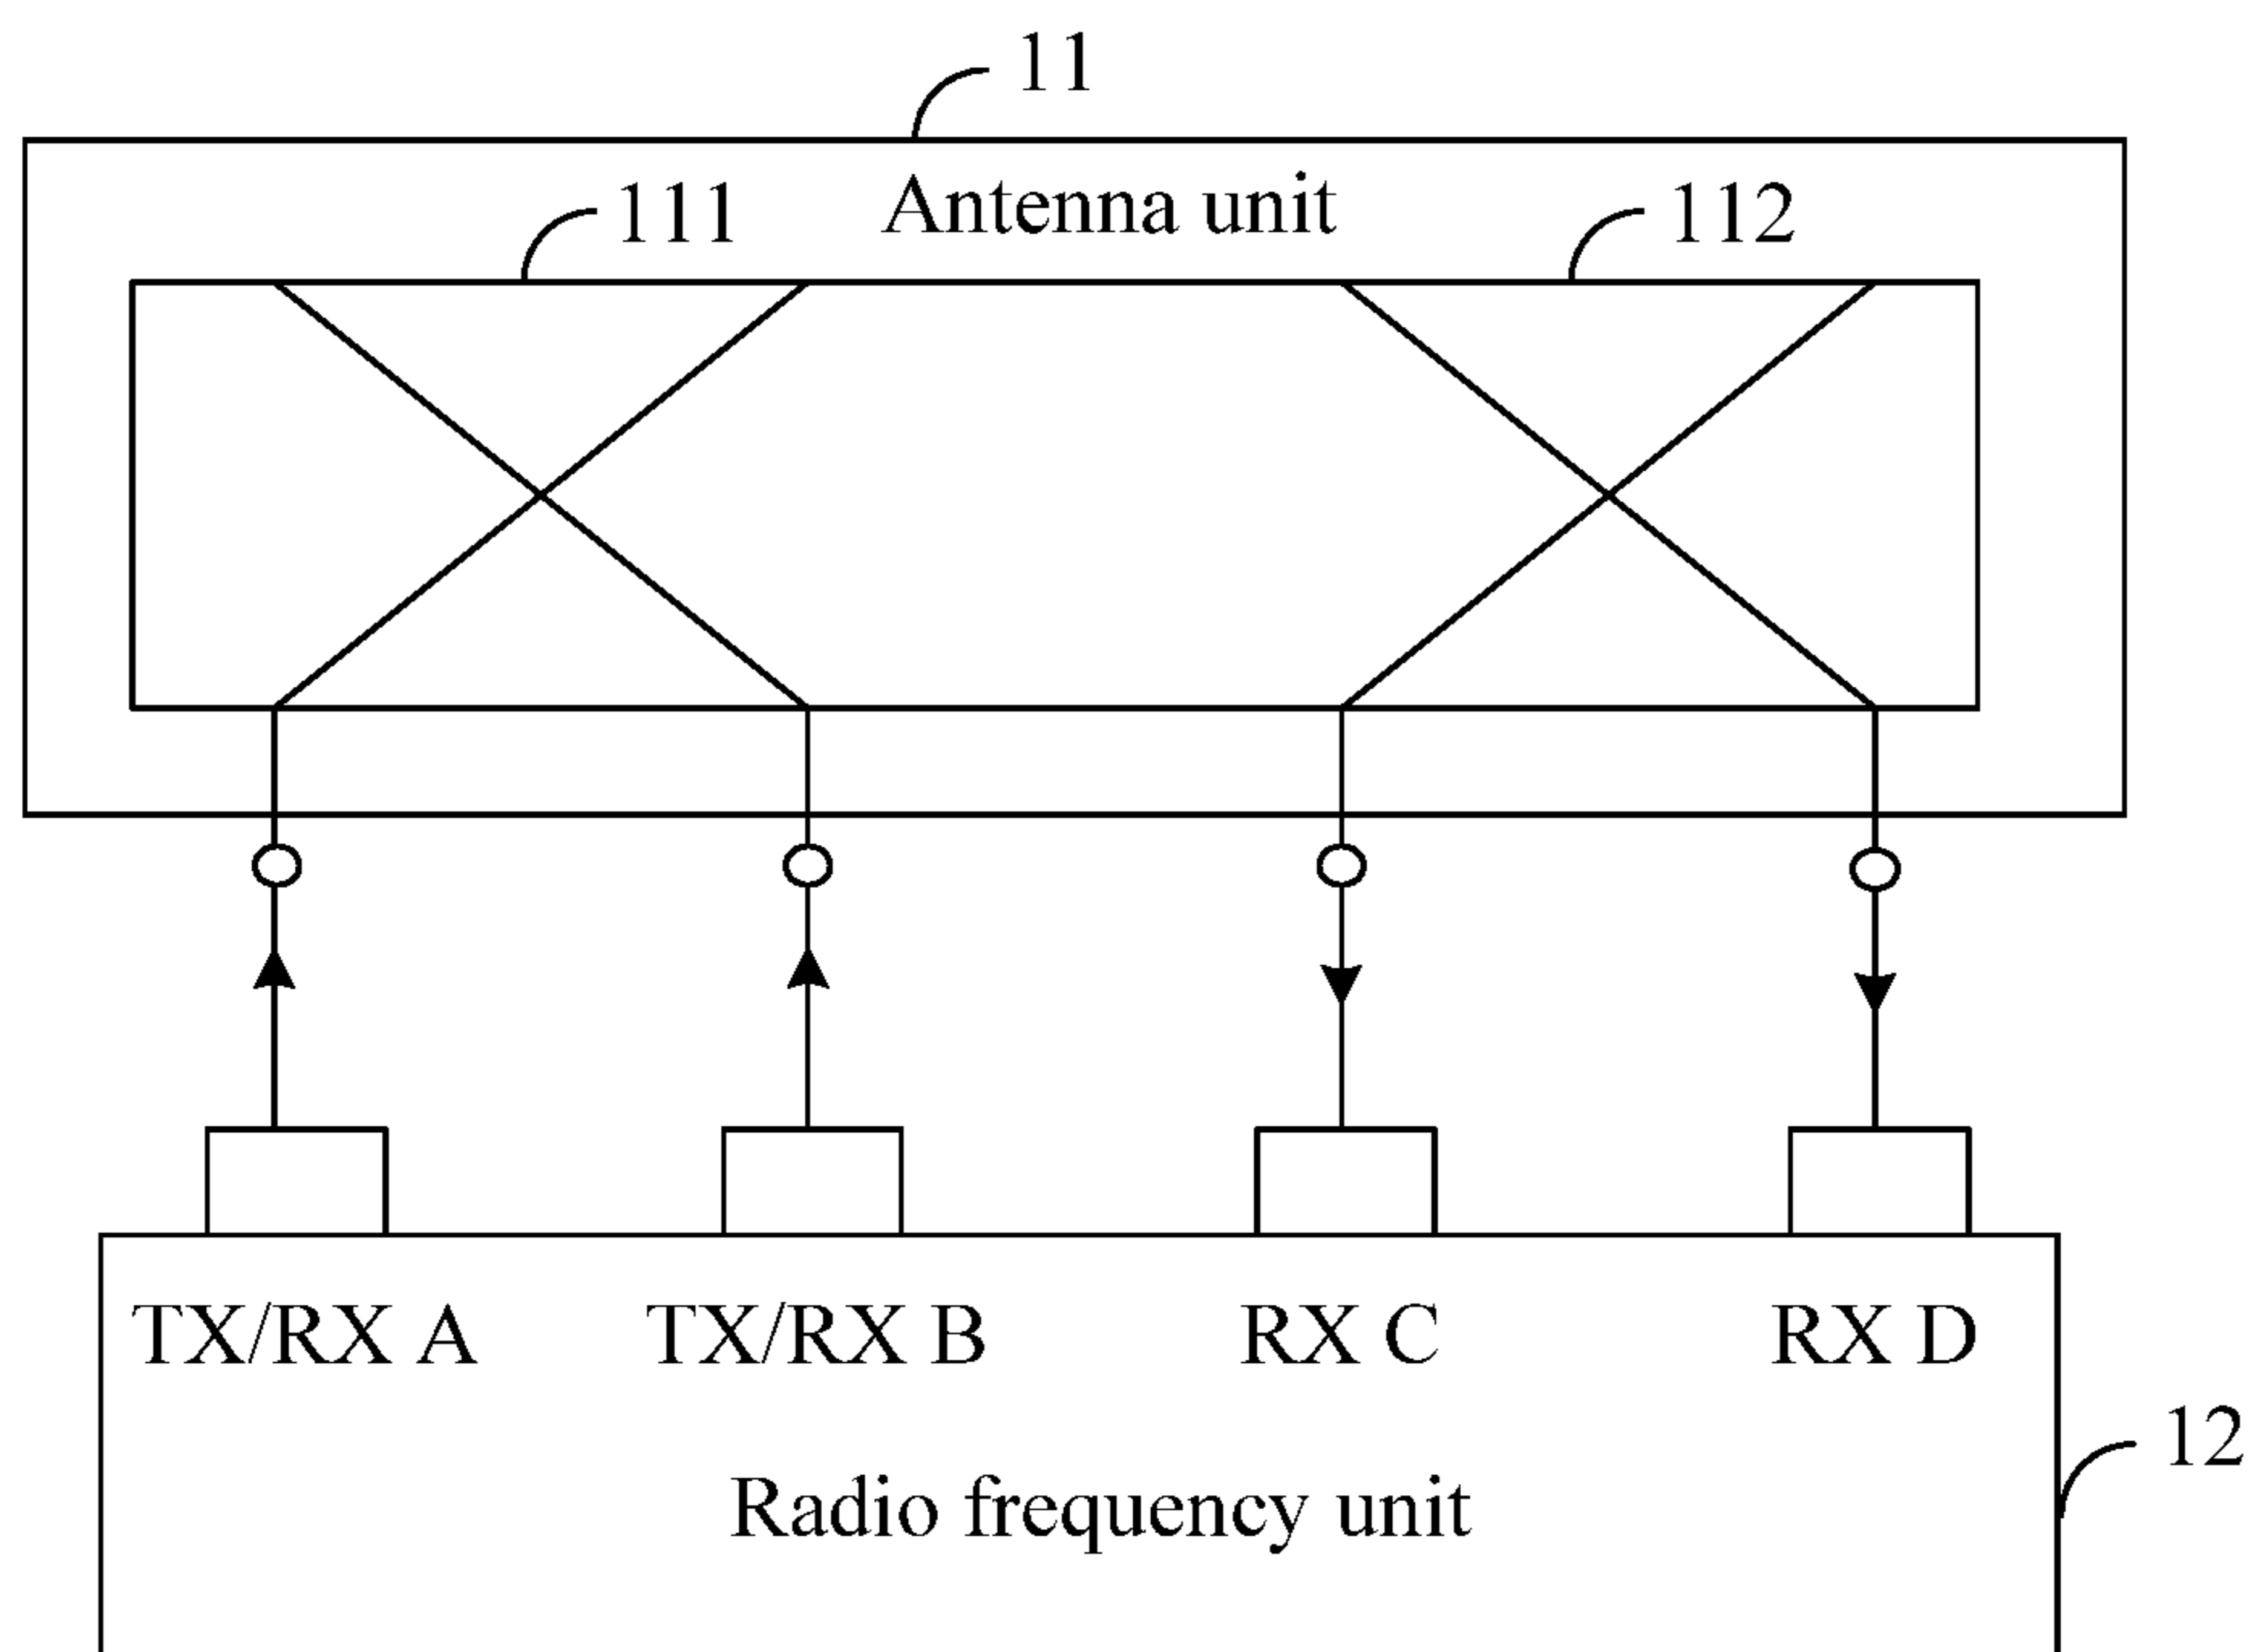 11
Antenna unit
111
112
TX/RX A
TX/RX B
RX C
RX D
12
Radio frequency unit